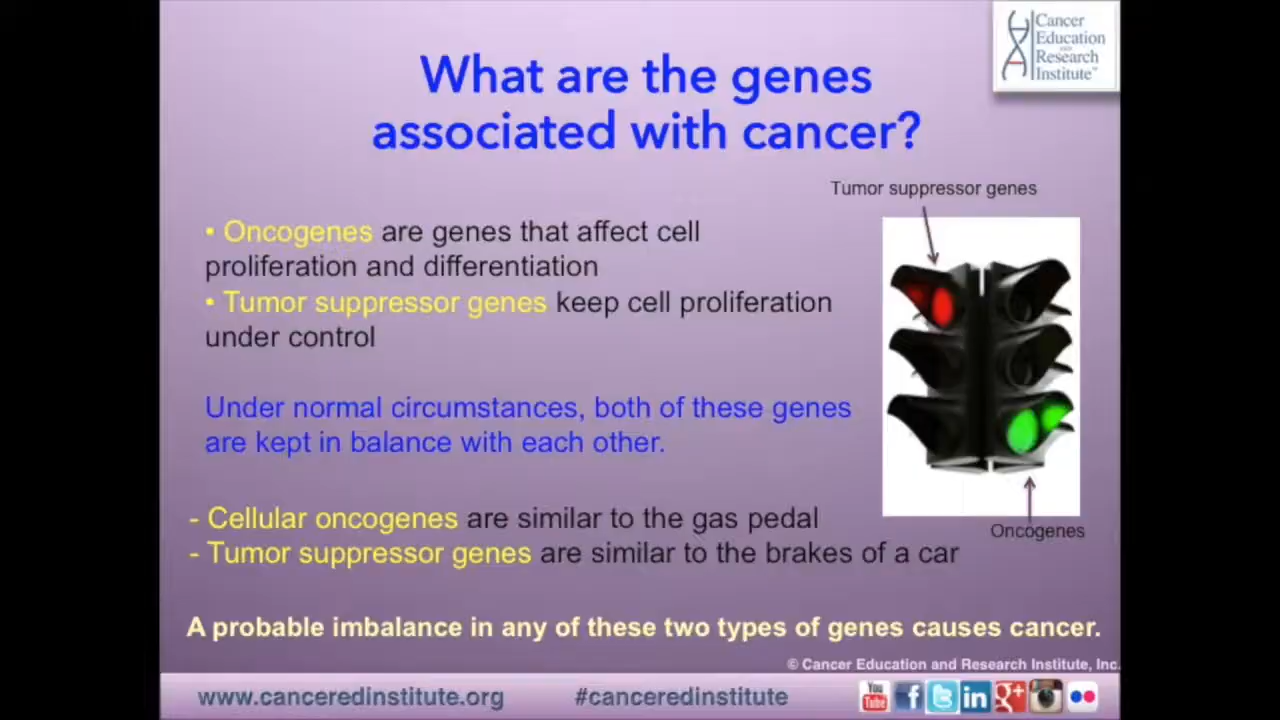 Cancer
Education
AND
Research
Institute™
What are the genes
associated with cancer?
Tumor suppressor genes
• Oncogenes are genes that affect cell
proliferation and differentiation
• Tumor suppressor genes keep cell proliferation
under control
Under normal circumstances, both of these genes
are kept in balance with each other.
- Cellular oncogenes are similar to the gas pedal
Oncogenes
- Tumor suppressor genes are similar to the brakes of a car
A probable imbalance in any of these two types of genes causes cancer.
© Cancer Education and Research Institute, Inc.
www.canceredinstitute.org #canceredinstitute
You
Tube